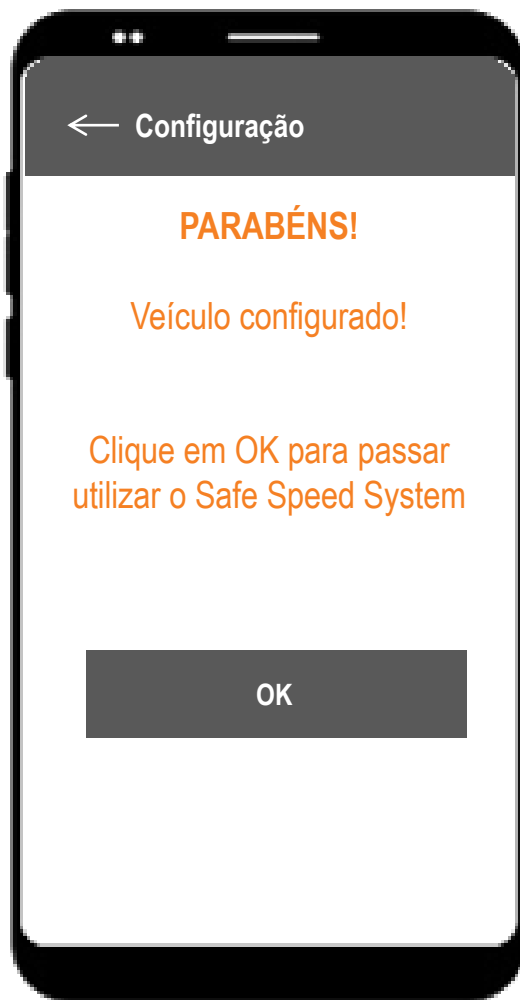 Configuração
PARABÉNS!
Veículo configurado!
Clique em OK para passar
utilizar o Safe Speed System
OK